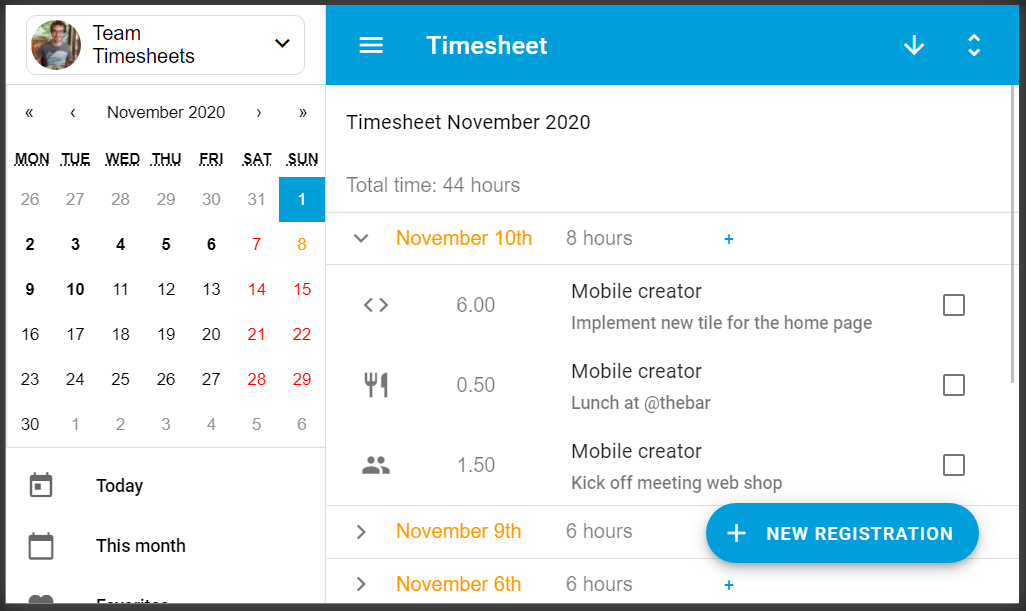 Team
Timesheets
Timesheet
« ‹ November 2020 › »
MON TUE WED THU FRI SAT SUN
26 27 28 29 30 31 1
2 3 4 5 6 7 8
9 10 11 12 13 14 15
16 17 18 19 20 21 22
23 24 25 26 27 28 29
30 1 2 3 4 5 6
Today
This month
Favorites
Timesheet November 2020
Total time: 44 hours
November 10th 8 hours +
6.00 Mobile creator
Implement new tile for the home page
0.50 Mobile creator
Lunch at @thebar
1.50 Mobile creator
Kick off meeting web shop
November 9th 6 hours
+ NEW REGISTRATION
November 6th 6 hours +